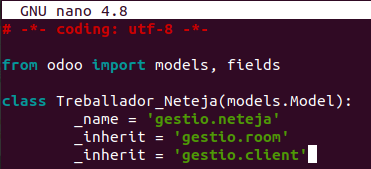 GNU nano 4.8
# -*- coding: utf-8 -*-
from odoo import models, fields
class Treballador_Neteja(models.Model):
_name = 'gestio.neteja'
_inherit = 'gestio.room'
_inherit = 'gestio.client'